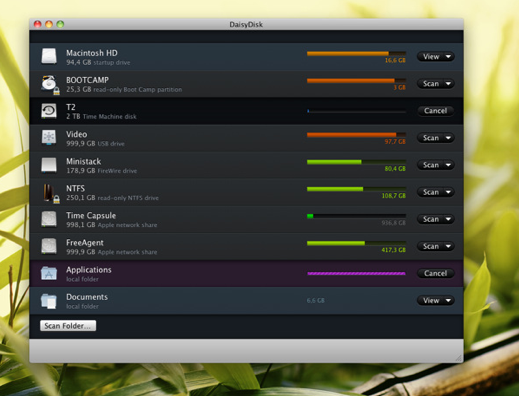 DaisyDisk
Macintosh HD
94,4 GB startup drive
16,6 GB
View
BOOTCAMP
25,3 GB read-only Boot Camp partition
3 GB
Scan
T2
2 TB Time Machine disk
Cancel
Video
999,9 GB USB drive
97,7 GB
Scan
Ministack
178,9 GB FireWire drive
80,4 GB
Scan
NTFS
250,1 GB read-only NTFS drive
108,7 GB
Scan
Time Capsule
998,1 GB Apple network share
936,8 GB
Scan
FreeAgent
999,9 GB Apple network share
417,3 GB
Scan
Applications
local folder
Cancel
Documents
local folder
6,6 GB
View
Scan Folder...